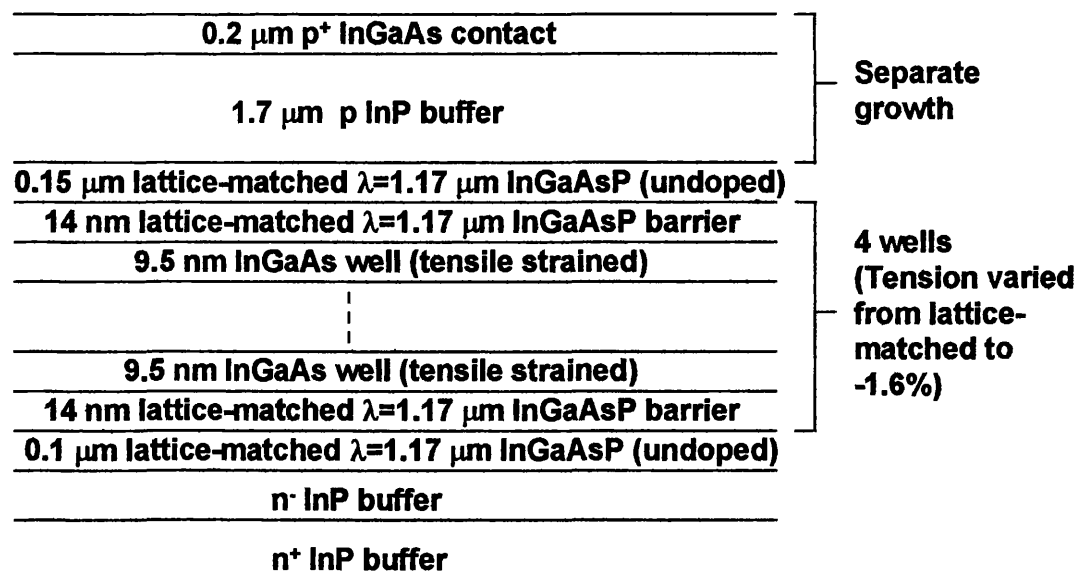 0.2 μm p⁺ InGaAs contact
1.7 μm p InP buffer
Separate
growth
0.15 μm lattice-matched λ=1.17 μm InGaAsP (undoped)
14 nm lattice-matched λ=1.17 μm InGaAsP barrier
9.5 nm InGaAs well (tensile strained)
9.5 nm InGaAs well (tensile strained)
14 nm lattice-matched λ=1.17 μm InGaAsP barrier
4 wells
(Tension varied
from lattice-
matched to
-1.6%)
0.1 μm lattice-matched λ=1.17 μm InGaAsP (undoped)
n⁻ InP buffer
n⁺ InP buffer